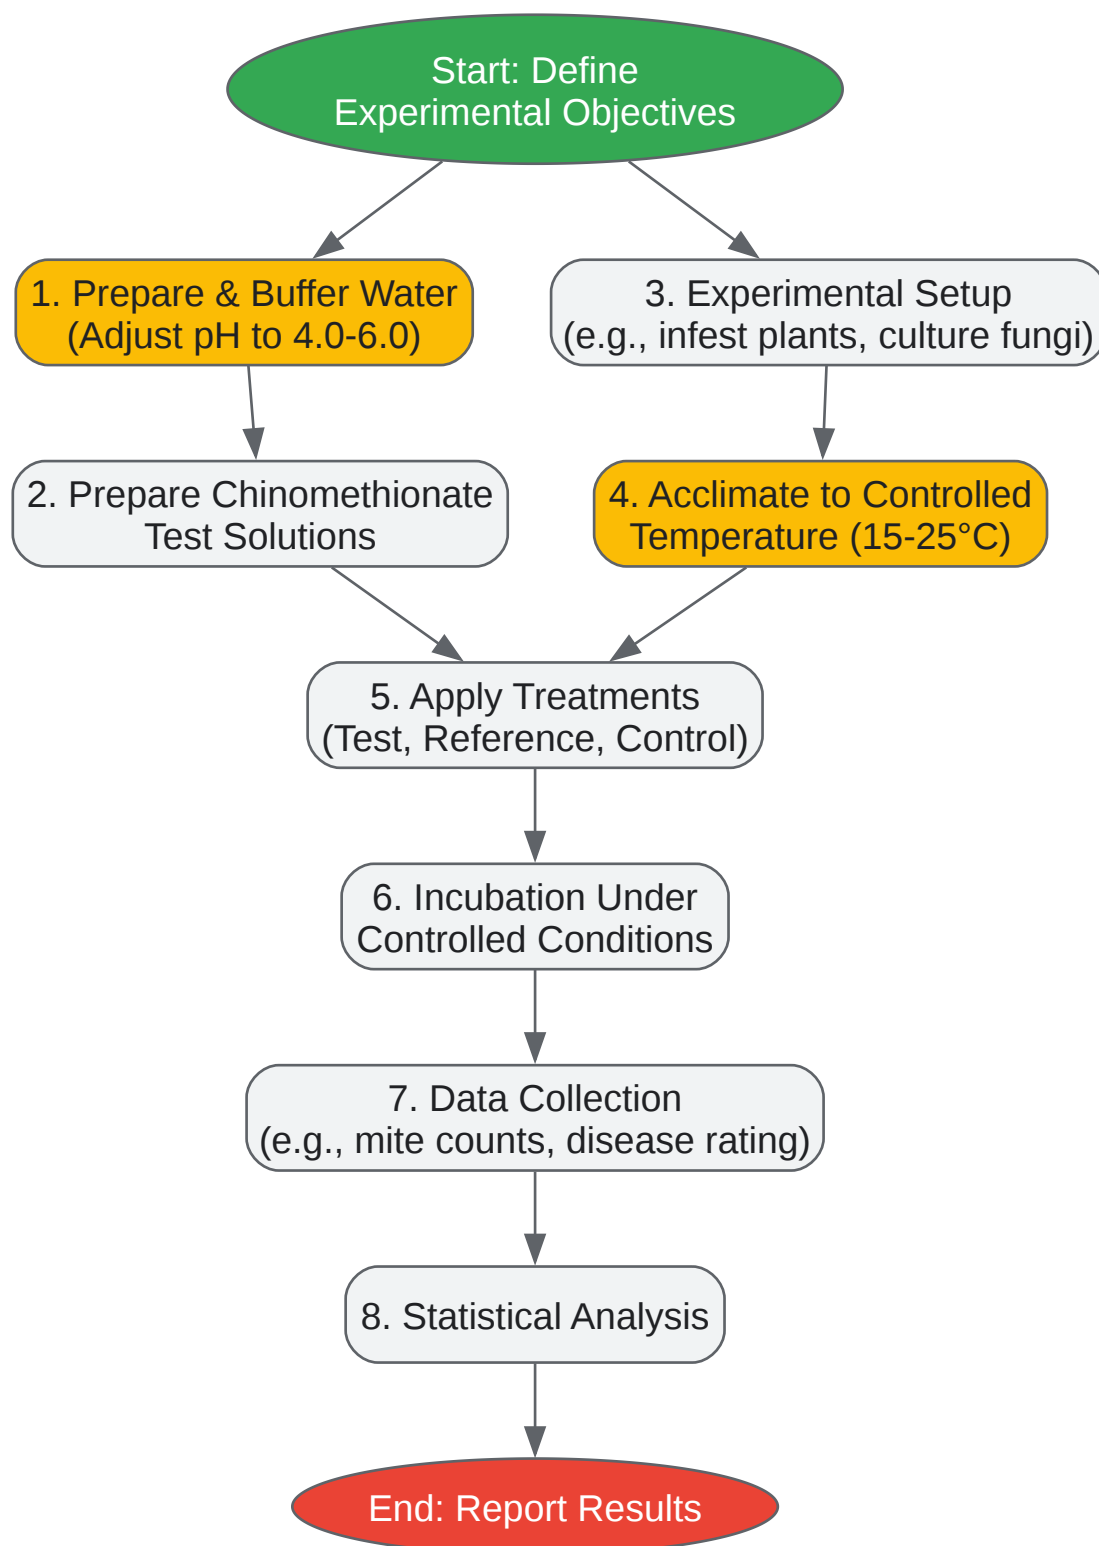 Start: Define
Experimental Objectives
1. Prepare & Buffer Water
(Adjust pH to 4.0-6.0)
3. Experimental Setup
(e.g., infest plants, culture fungi)
2. Prepare Chinomethionate
Test Solutions
4. Acclimate to Controlled
Temperature (15-25°C)
5. Apply Treatments
(Test, Reference, Control)
6. Incubation Under
Controlled Conditions
7. Data Collection
(e.g., mite counts, disease rating)
8. Statistical Analysis
End: Report Results